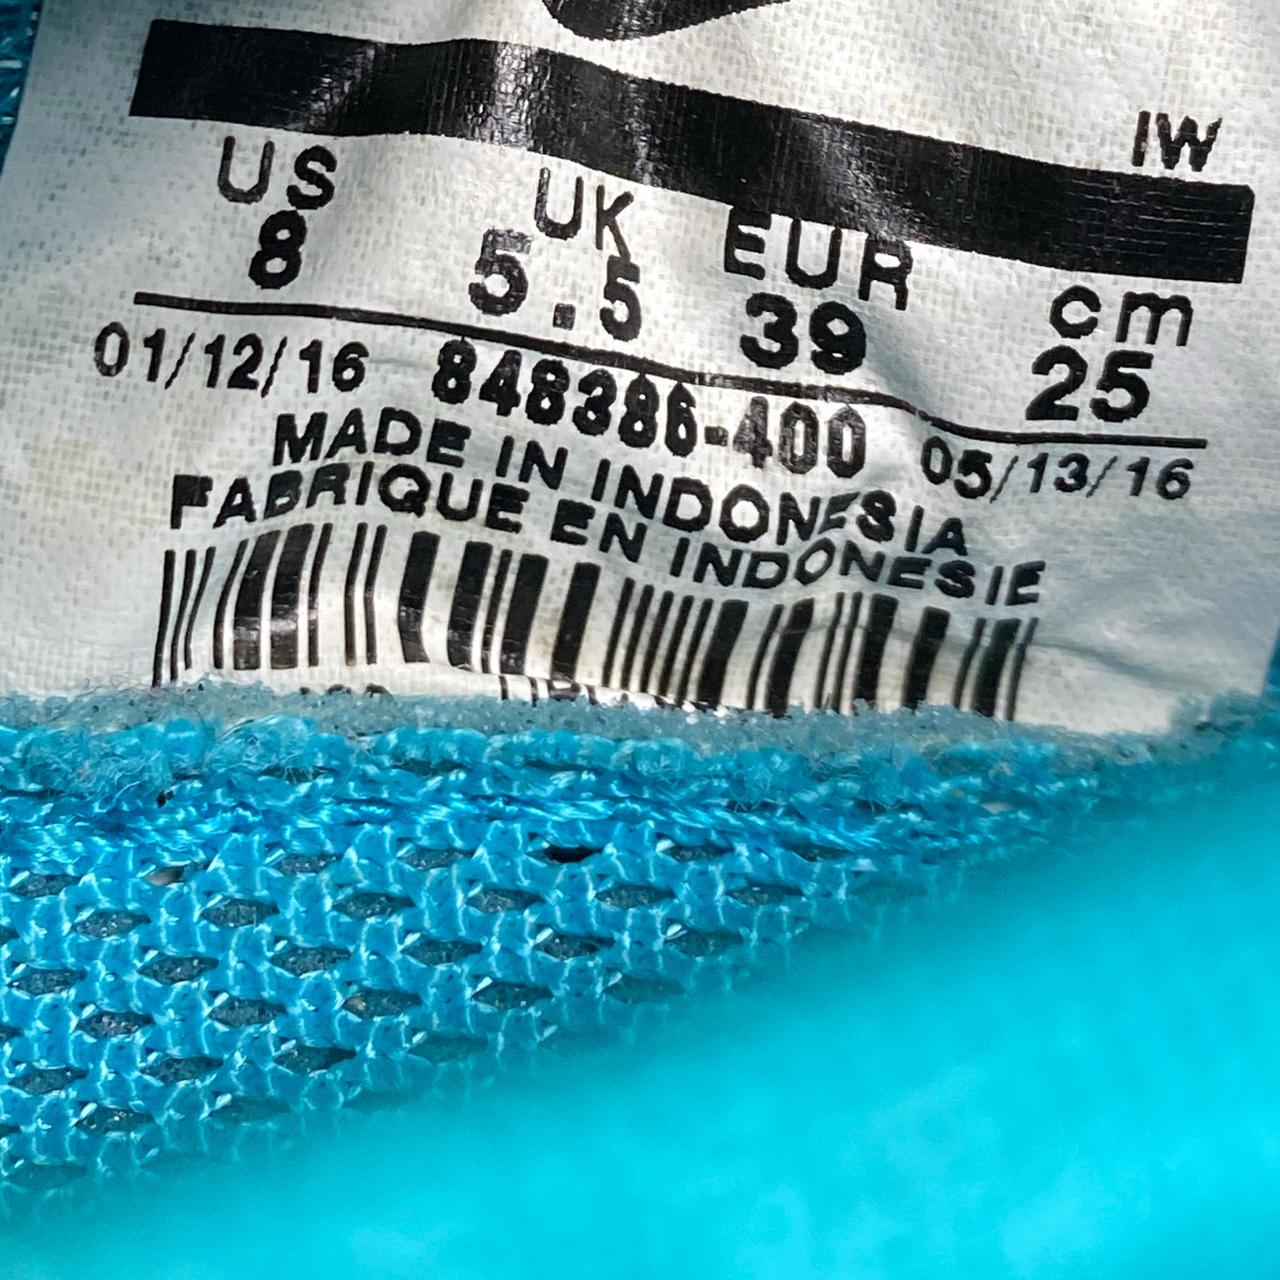 IW
US UK EUR cm
8 5.5 39 25
01/12/16 848386-400 05/13/16
MADE IN INDONESIA
FABRIQUE EN INDONESIE